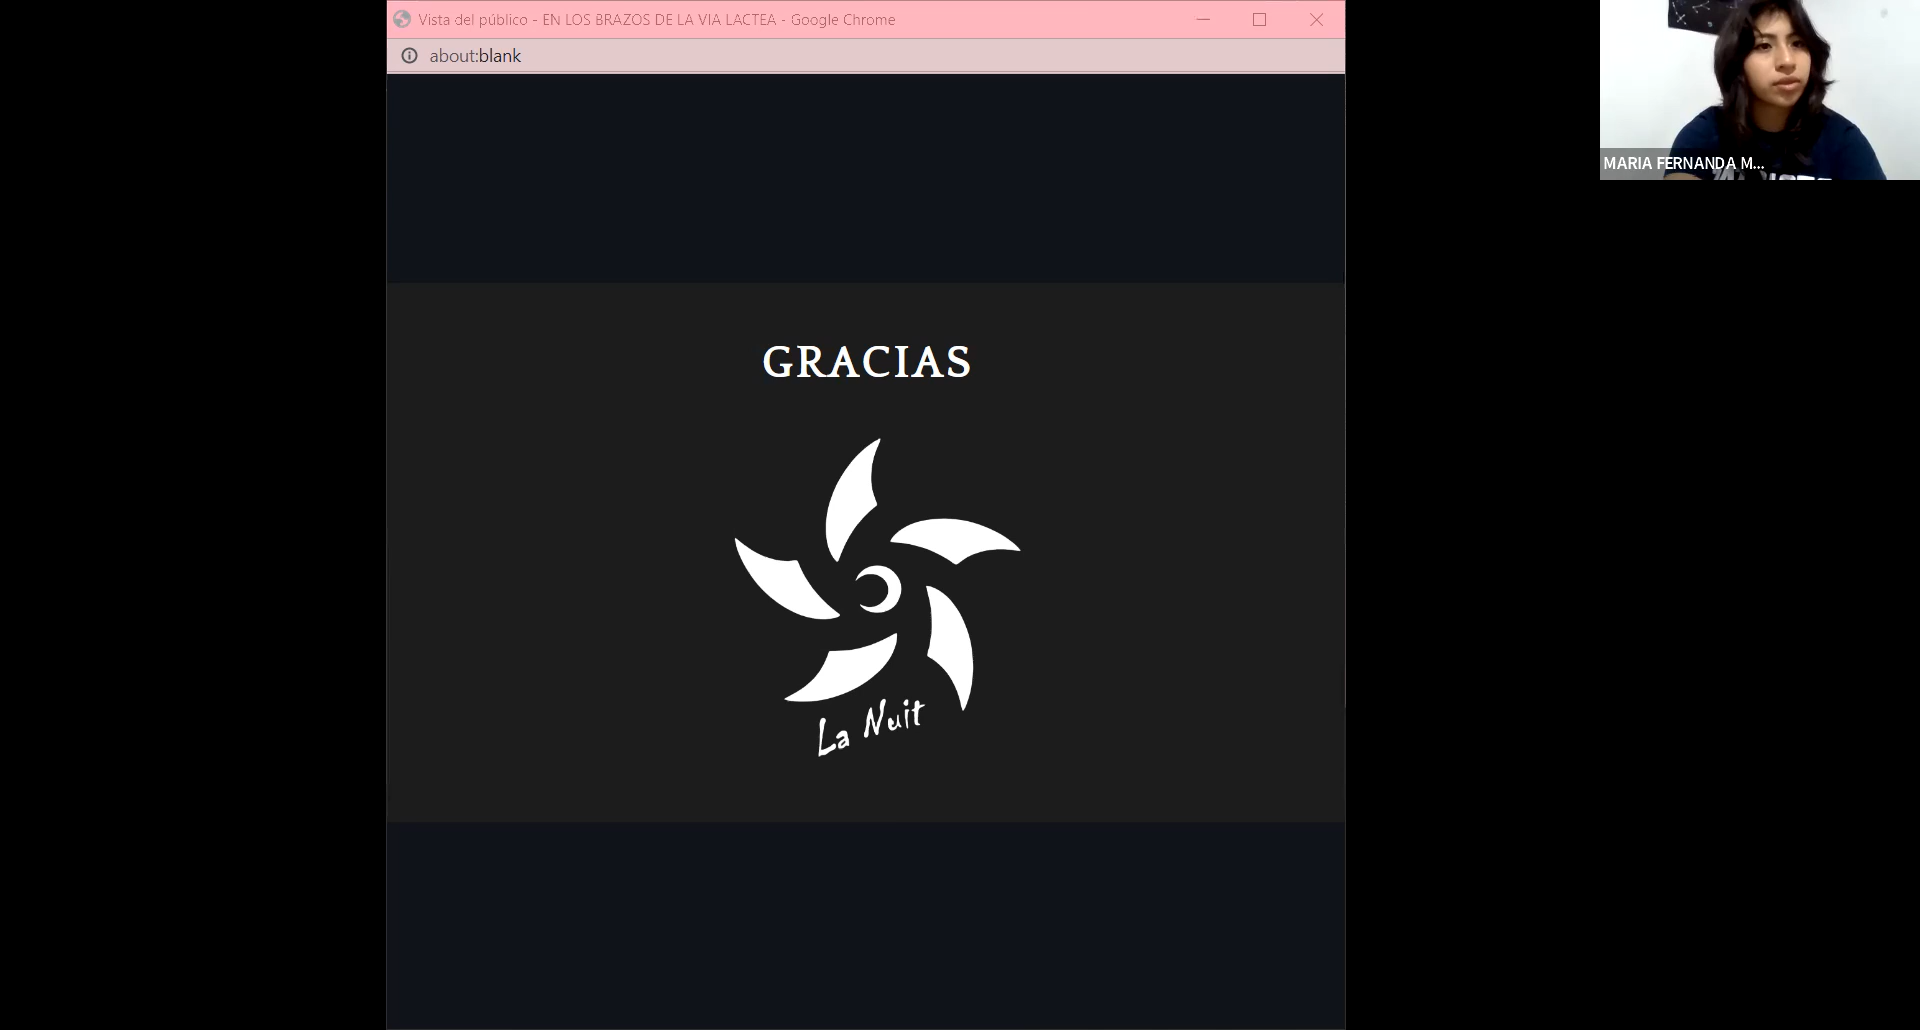 Vista del público - EN LOS BRAZOS DE LA VIA LACTEA - Google Chrome
about:blank
MARIA FERNANDA M...
GRACIAS
La Nuit